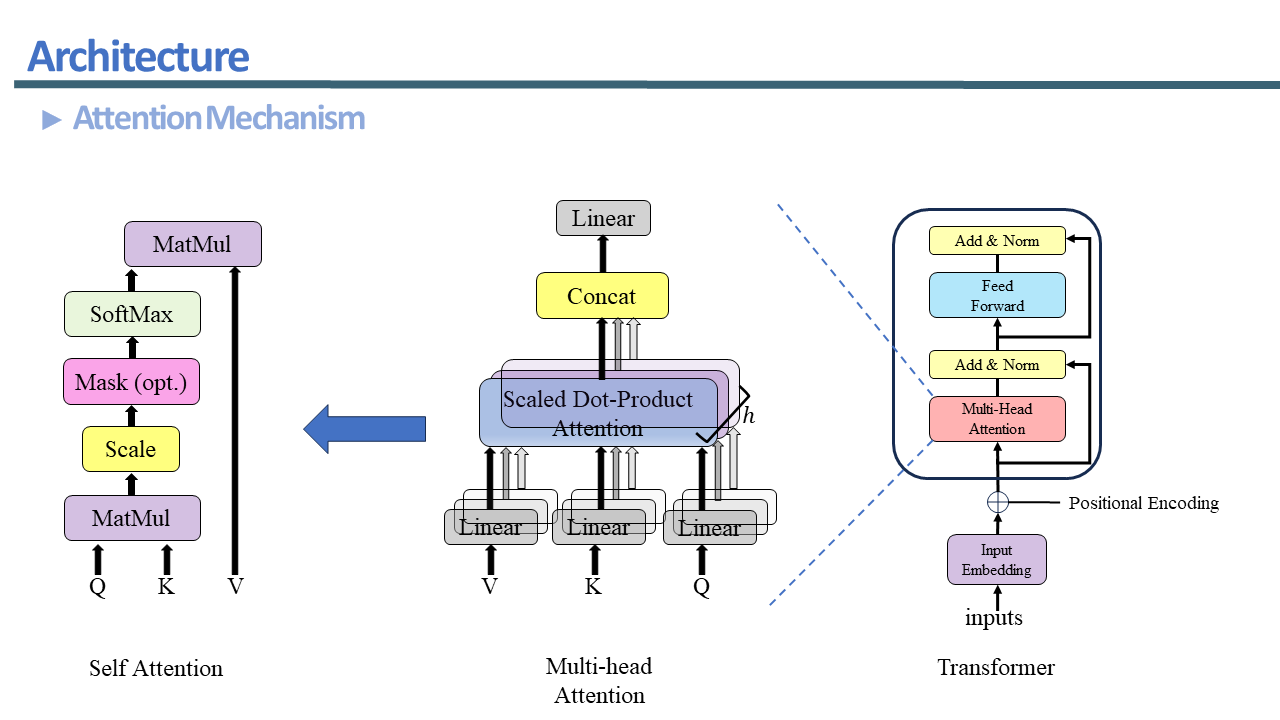 Architecture
► Attention Mechanism
MatMul
SoftMax
Mask (opt.)
Scale
MatMul
Q K V
Self Attention
Linear
Concat
Scaled Dot-Product
Attention
h
Linear Linear Linear
V K Q
Multi-head
Attention
Add & Norm
Feed
Forward
Add & Norm
Multi-Head
Attention
Positional Encoding
Input
Embedding
inputs
Transformer